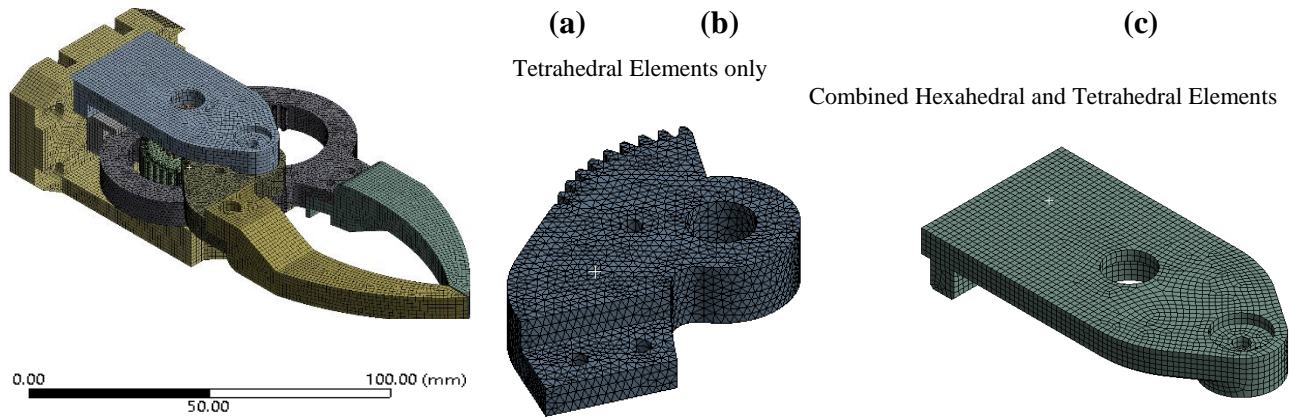 (a) (b) (c)
Tetrahedral Elements only
Combined Hexahedral and Tetrahedral Elements
0.00 100.00 (mm)
50.00